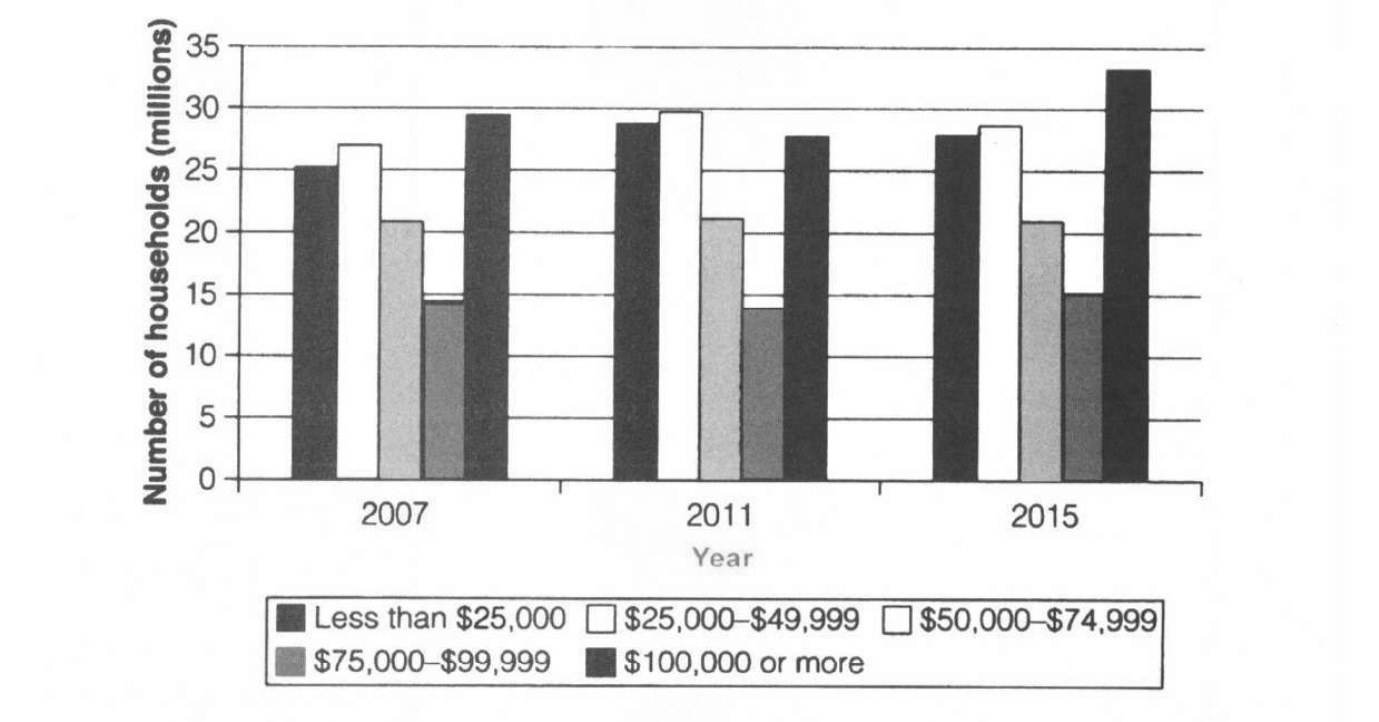 Number of households (millions)
35
30
25
20
15
10
5
0
2007 2011 2015
Year
Less than $25,000 $25,000–$49,999 $50,000–$74,999
$75,000–$99,999 $100,000 or more